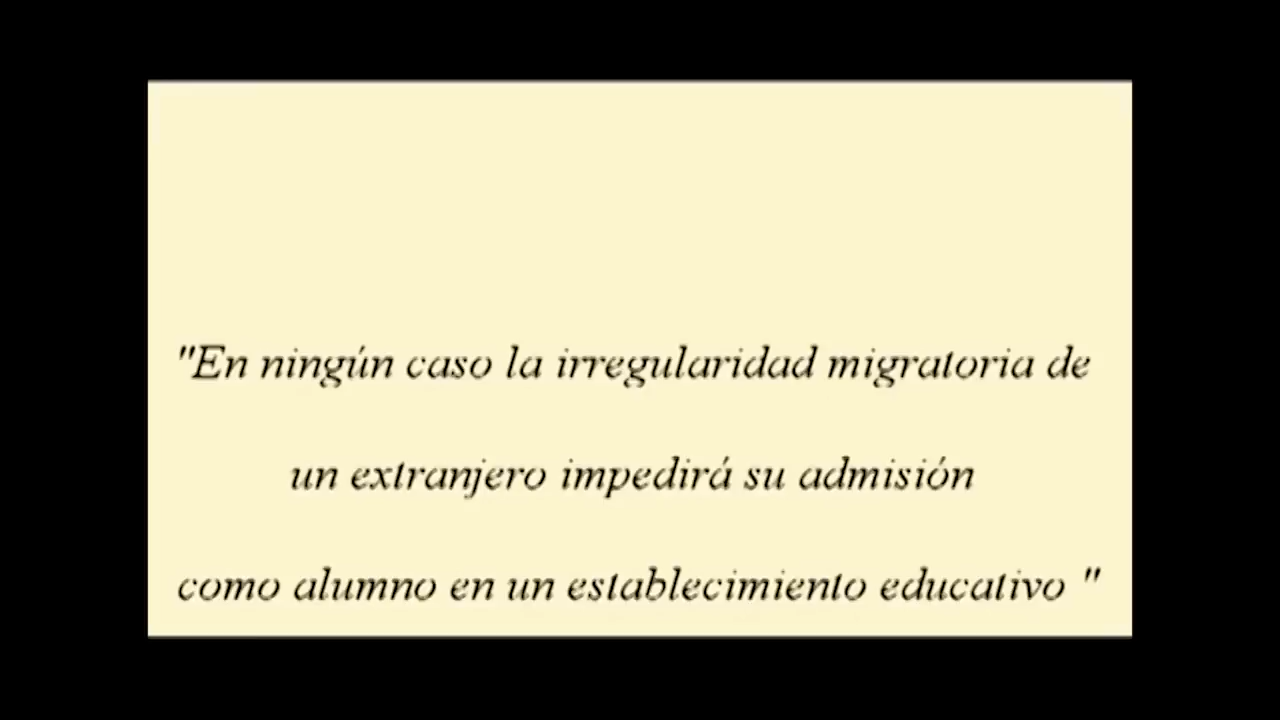 "En ningún caso la irregularidad migratoria de
un extranjero impedirá su admisión
como alumno en un establecimiento educativo "